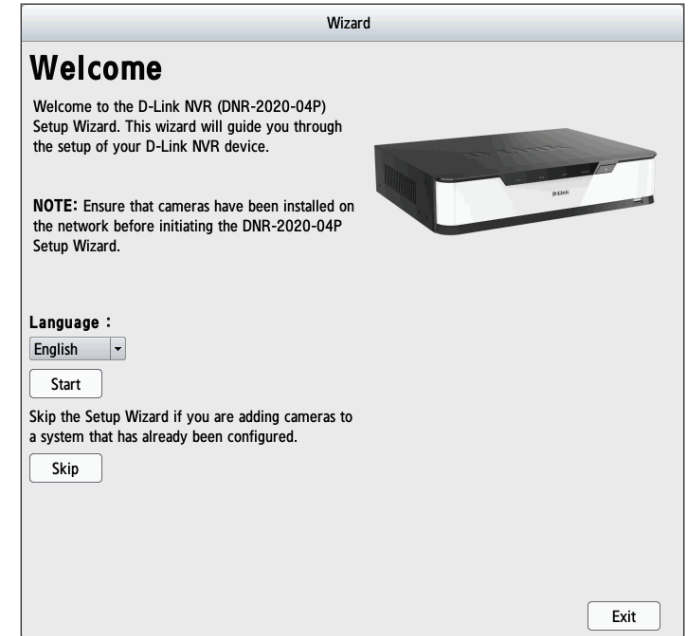 Wizard
Welcome
Welcome to the D-Link NVR (DNR-2020-04P)
Setup Wizard. This wizard will guide you through
the setup of your D-Link NVR device.
D-Link
NOTE: Ensure that cameras have been installed on
the network before initiating the DNR-2020-04P
Setup Wizard.
Language :
English
Start
Skip the Setup Wizard if you are adding cameras to
a system that has already been configured.
Skip
Exit